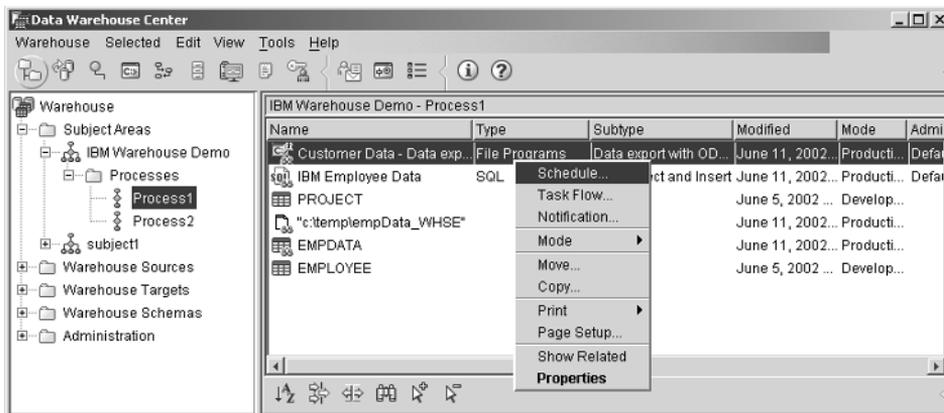 Data Warehouse Center
Warehouse Selected Edit View Tools Help
IBM Warehouse Demo - Process1
Warehouse
Subject Areas
IBM Warehouse Demo
Processes
Process1
Process2
subject1
Warehouse Sources
Warehouse Targets
Warehouse Schemas
Administration
Name Type Subtype Modified Mode Admi
Customer Data - Data exp... File Programs Data export with OD... June 11, 2002... Producti... Defau
IBM Employee Data SQL ect and Insert June 11, 2002... Producti... Defau
PROJECT June 5, 2002 ... Develop...
"c:\temp\empData_WHSE" June 11, 2002... Producti...
EMPDATA June 11, 2002... Producti...
EMPLOYEE June 5, 2002 ... Develop...
Schedule...
Task Flow...
Notification...
Mode
Move...
Copy...
Print
Page Setup...
Show Related
Properties